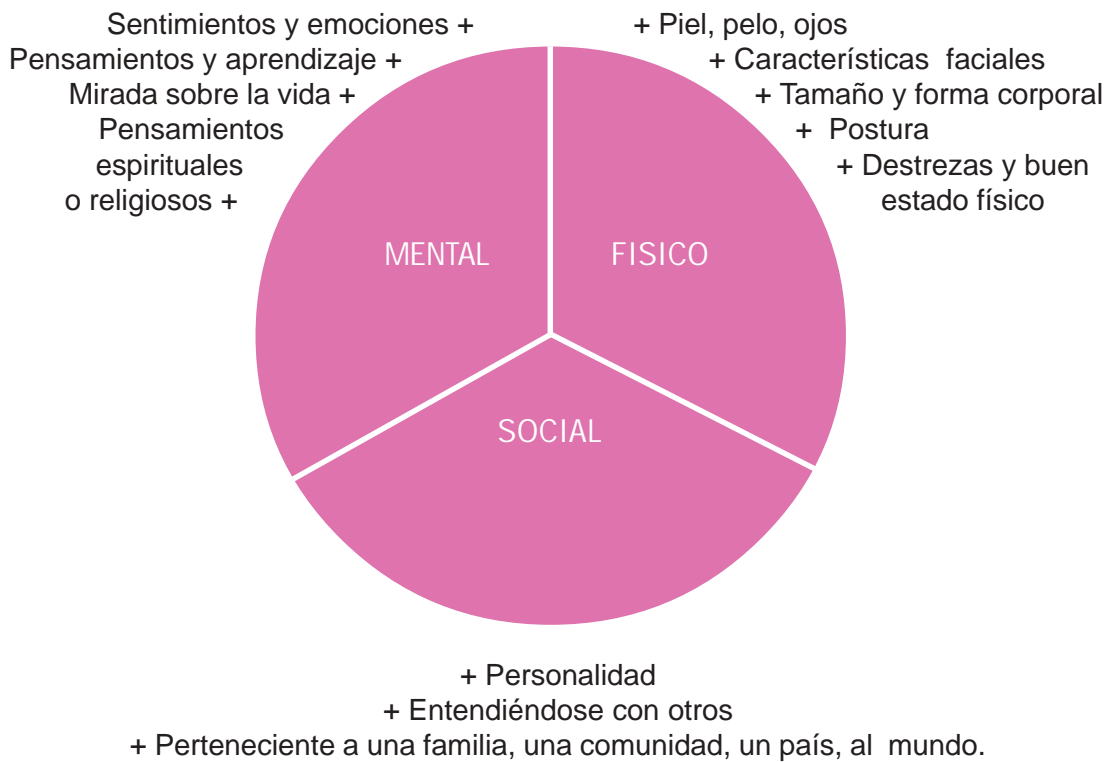 Sentimientos y emociones +
Pensamientos y aprendizaje +
Mirada sobre la vida +
Pensamientos
espirituales
o religiosos +
+ Piel, pelo, ojos
+ Características faciales
+ Tamaño y forma corporal
+ Postura
+ Destrezas y buen
estado físico
MENTAL
FISICO
SOCIAL
+ Personalidad
+ Entendiéndose con otros
+ Perteneciente a una familia, una comunidad, un país, al mundo.